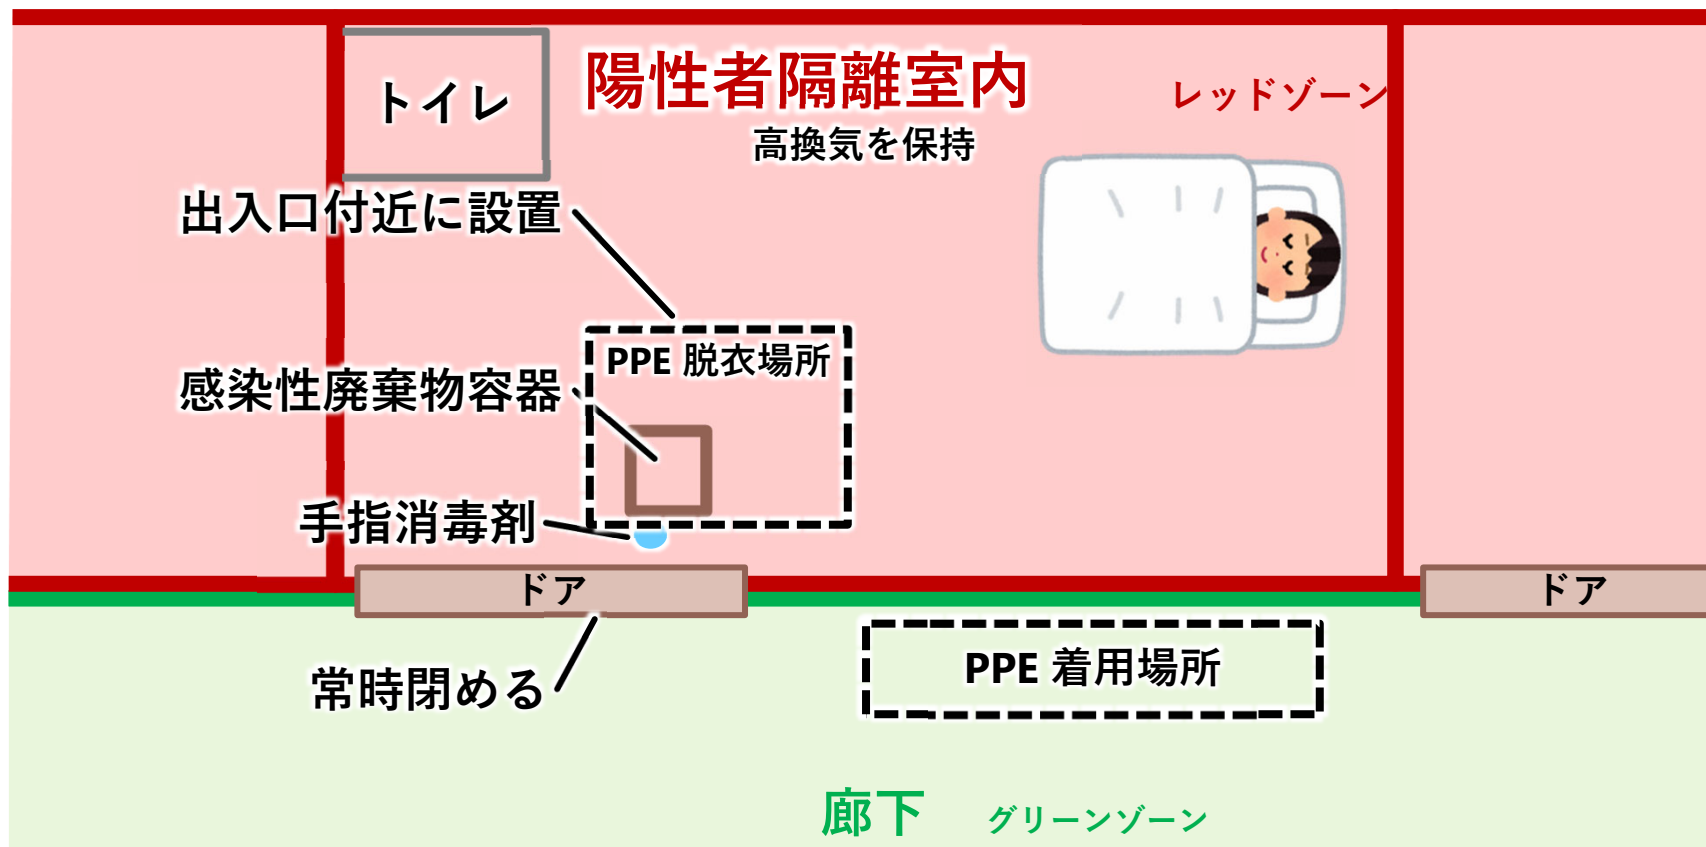 トイレ
陽性者隔離室内
レッドゾーン
高換気を保持
出入口付近に設置
PPE 脱衣場所
感染性廃棄物容器
手指消毒剤
ドア
ドア
常時閉める
PPE 着用場所
廊下
グリーンゾーン